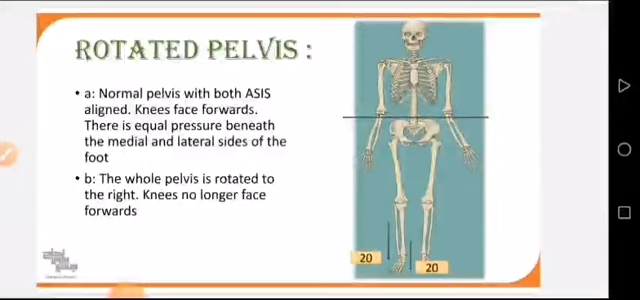 ROTATED PELVIS :
• a: Normal pelvis with both ASIS
aligned. Knees face forwards.
There is equal pressure beneath
the medial and lateral sides of the
foot
• b: The whole pelvis is rotated to
the right. Knees no longer face
forwards
20
20